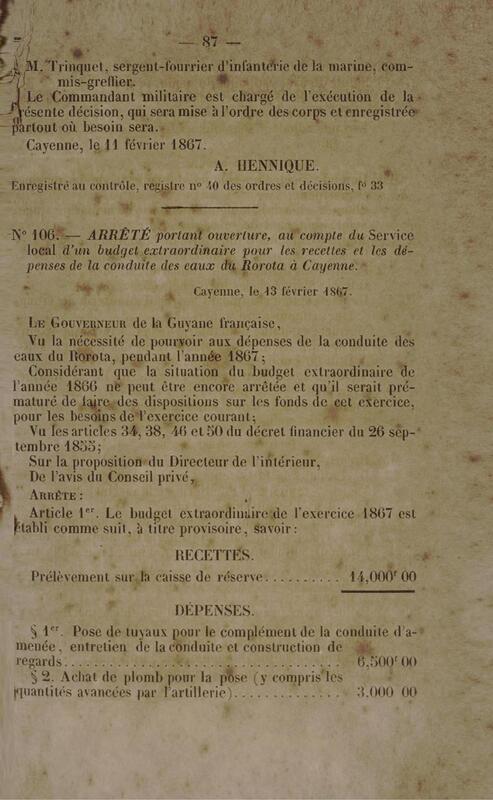 — 87 —
M. Trinquet, sergent-fourrier d'infanterie de la marine, com-
mis-greffier.
Le Commandant militaire est chargé de l'exécution de la
présente décision, qui sera mise à l'ordre des corps et enregistrée
partout où besoin sera.
Cayenne, le 11 février 1867.
A. HENNIQUE.
Enregistré au contrôle, registre n° 10 des ordres et décisions, f° 33
N° 106. — ARRÊTÉ portant ouverture, au compte du Service
local d'un budget extraordinaire pour les recettes et les dé-
penses de la conduite des eaux du Rorota à Cayenne.
Cayenne, le 13 février 1867.
LE GOUVERNEUR de la Guyane française,
Vu la nécessité de pourvoir aux dépenses de la conduite des
eaux du Rorota, pendant l'année 1867;
Considérant que la situation du budget extraordinaire de
l'année 1866 ne peut être encore arrêtée et qu'il serait pré-
maturé de faire des dispositions sur les fonds de cet exercice,
pour les besoins de l'exercice courant;
Vu les articles 34, 38, 46 et 50 du décret financier du 26 sep-
tembre 1855;
Sur la proposition du Directeur de l'intérieur,
De l'avis du Conseil privé,
ARRÊTE :
Article 1er. Le budget extraordinaire de l'exercice 1867 est
établi comme suit, à titre provisoire, savoir :
RECETTES.
Prélèvement sur la caisse de réserve.......... 14,000f 00
DÉPENSES.
§ 1er. Pose de tuyaux pour le complément de la conduite d'a-
menée, entretien de la conduite et construction de
regards.................................. 6,500f 00
§ 2. Achat de plomb pour la pose (y compris les
quantités avancées par l'artillerie)............. 3,000 00